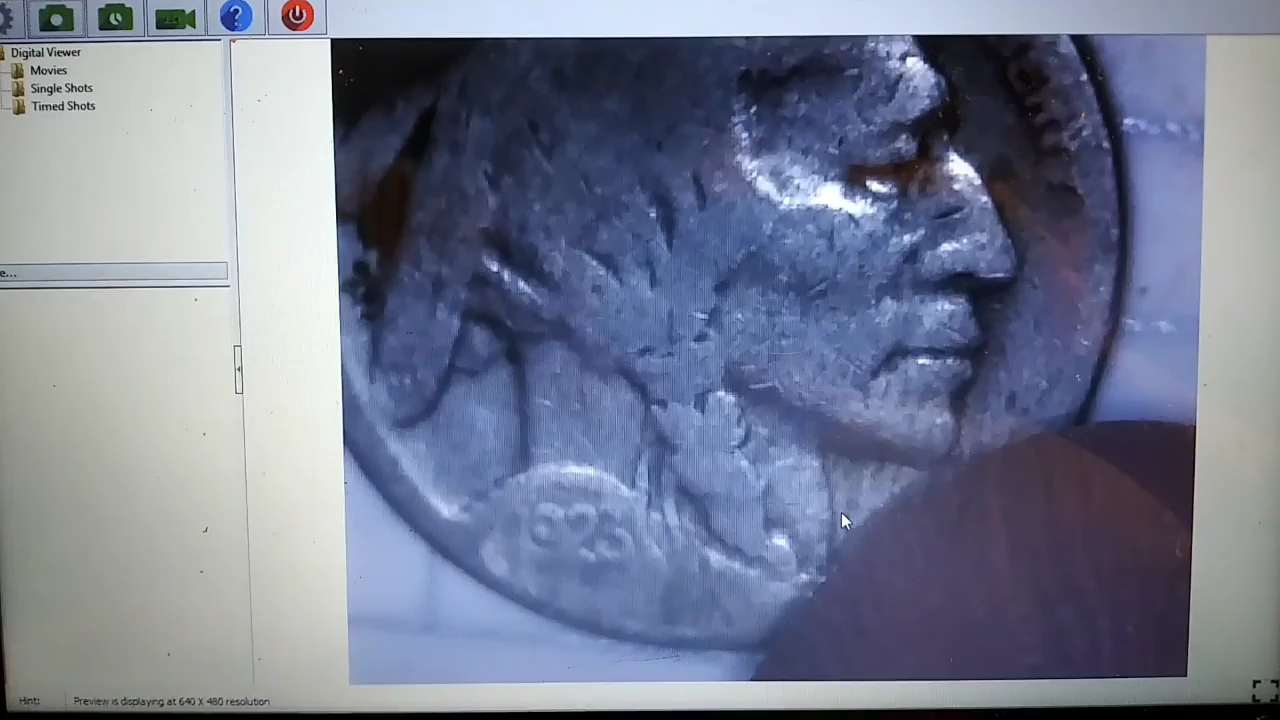 Digital Viewer
Movies
Single Shots
Timed Shots
e...
Hint:
Preview is displaying at 640 X 480 resolution